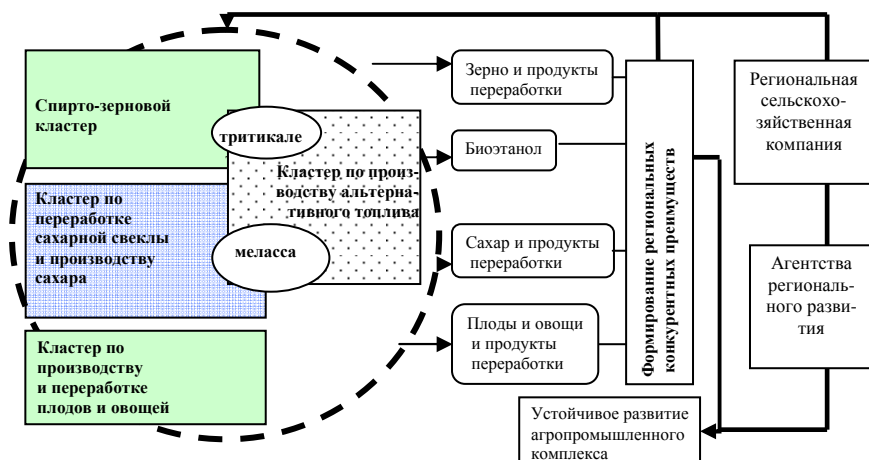 Спирто-зерновой
кластер
тритикале
Кластер по произ-
водству альтерна-
тивного топлива
Кластер по
переработке
сахарной свеклы
и производству
сахара
меласса
Кластер по
производству
и переработке
плодов и овощей
Зерно и продукты
переработки
Биоэтанол
Сахар и продукты
переработки
Плоды и овощи
и продукты
переработки
Формирование региональных
конкурентных преимуществ
Региональная
сельскохо-
зяйственная
компания
Агентства
региональ-
ного разви-
тия
Устойчивое развитие
агропромышленного
комплекса